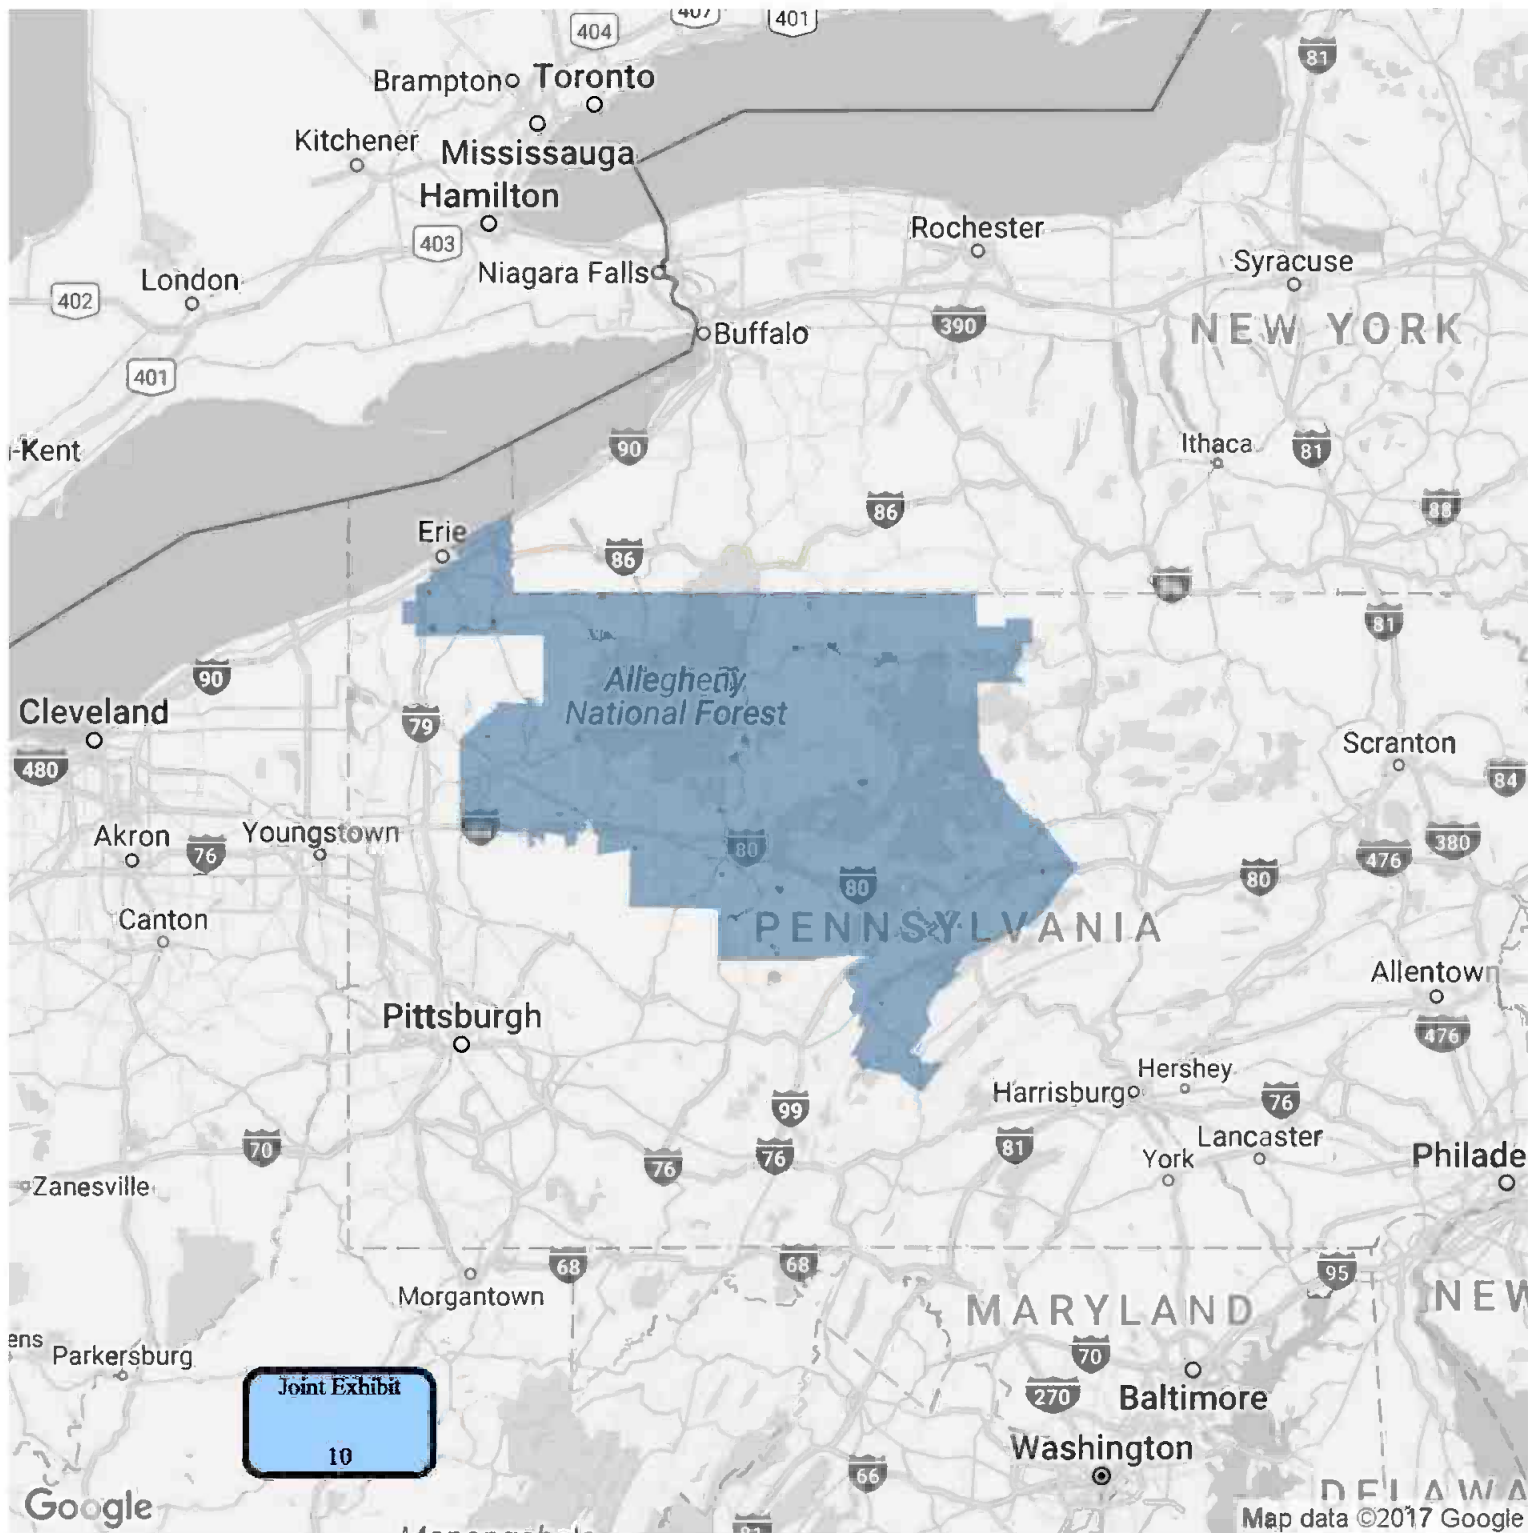 407
401
404
81
Brampton
Toronto
Kitchener
Mississauga
Hamilton
403
Rochester
Niagara Falls
Syracuse
London
402
390
NEW YORK
Buffalo
401
90
Ithaca
81
-Kent
86
88
Erie
86
81
90
Allegheny
National Forest
Cleveland
79
Scranton
480
84
Akron
76
Youngstown
80
380
476
80
80
Canton
PENNSYLVANIA
Allentown
Pittsburgh
476
Hershey
Harrisburg
99
76
70
81
Lancaster
76
76
York
Philade
Zanesville
68
68
95
Morgantown
MARYLAND
NEW
ens
Parkersburg
70
Joint Exhibit
270
Baltimore
10
Washington
66
Google
DELAWA
Map data ©2017 Google
81